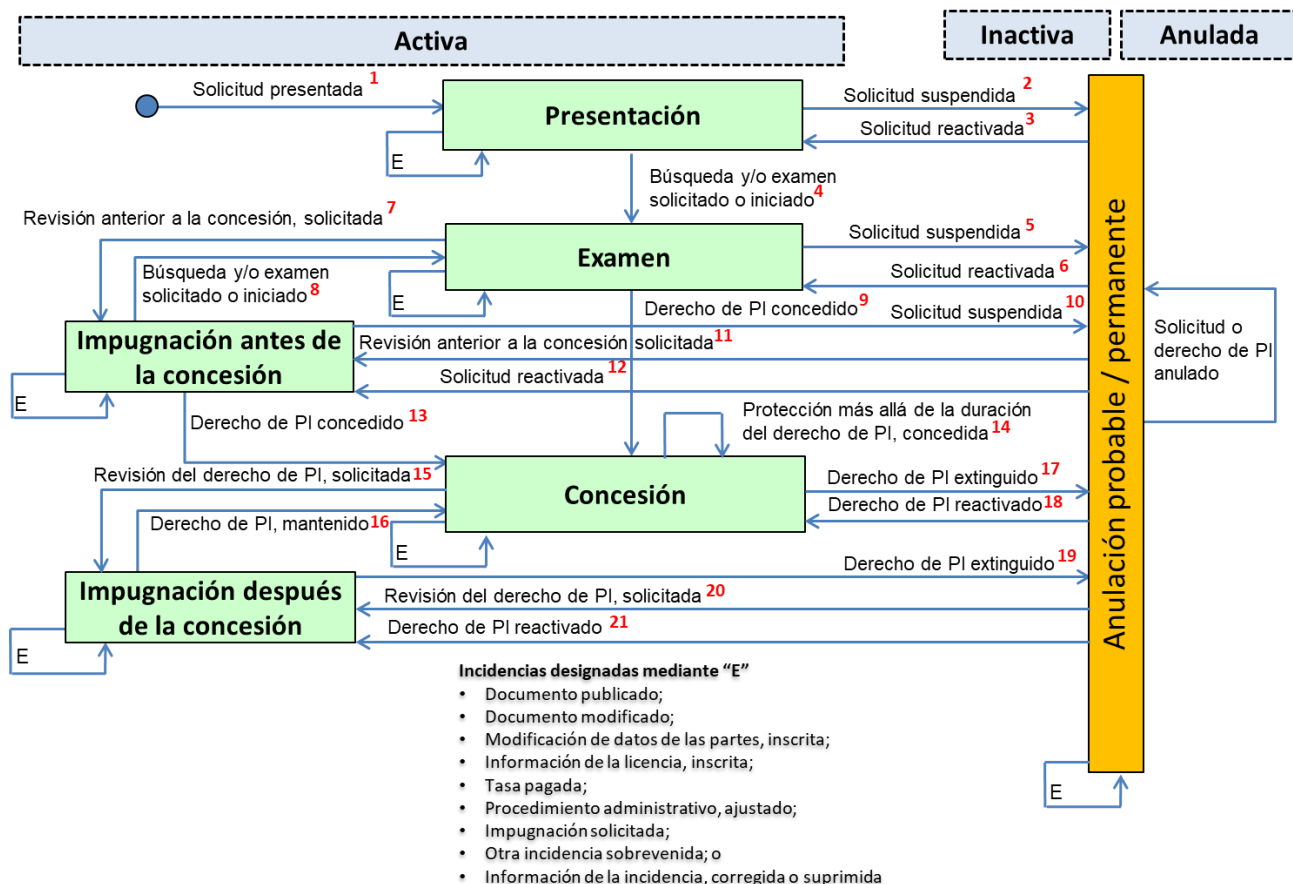 Activa
Inactiva
Anulada
Solicitud presentada 1
Presentación
Solicitud suspendida 2
Solicitud reactivada 3
E
Búsqueda y/o examen
solicitado o iniciado 4
Revisión anterior a la concesión, solicitada 7
Examen
Solicitud suspendida 5
Solicitud reactivada 6
Búsqueda y/o examen
solicitado o iniciado 8
E
Derecho de PI concedido 9
Solicitud suspendida 10
Impugnación antes de
la concesión
Revisión anterior a la concesión solicitada 11
Solicitud reactivada 12
E
Solicitud o
derecho de PI
anulado
Anulación probable / permanente
Derecho de PI concedido 13
Protección más allá de la duración
del derecho de PI, concedida 14
Revisión del derecho de PI, solicitada 15
Concesión
Derecho de PI extinguido 17
Derecho de PI reactivado 18
Derecho de PI, mantenido 16
E
Derecho de PI extinguido 19
Impugnación después
de la concesión
Revisión del derecho de PI, solicitada 20
Derecho de PI reactivado 21
E
Incidencias designadas mediante “E”
• Documento publicado;
• Documento modificado;
• Modificación de datos de las partes, inscrita;
• Información de la licencia, inscrita;
• Tasa pagada;
• Procedimiento administrativo, ajustado;
• Impugnación solicitada;
• Otra incidencia sobrevenida; o
• Información de la incidencia, corregida o suprimida
E